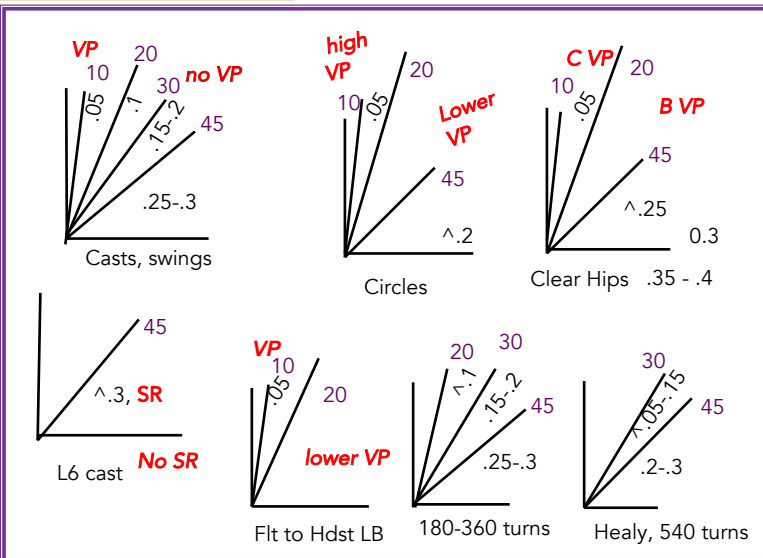 VP
10
20
30
no VP
45
.05
.1
.15-.2
.25-.3
Casts, swings
high
VP
10
20
.05
Lower
VP
45
^.2
Circles
C VP
10
20
.05
B VP
45
^.25
0.3
Clear Hips
.35 - .4
45
^.3, SR
No SR
L6 cast
VP
10
.05
20
lower VP
Flt to Hdst LB
20
30
^.1
.15-.2
45
.25-.3
180-360 turns
30
45
^.05-.15
.2-.3
Healy, 540 turns